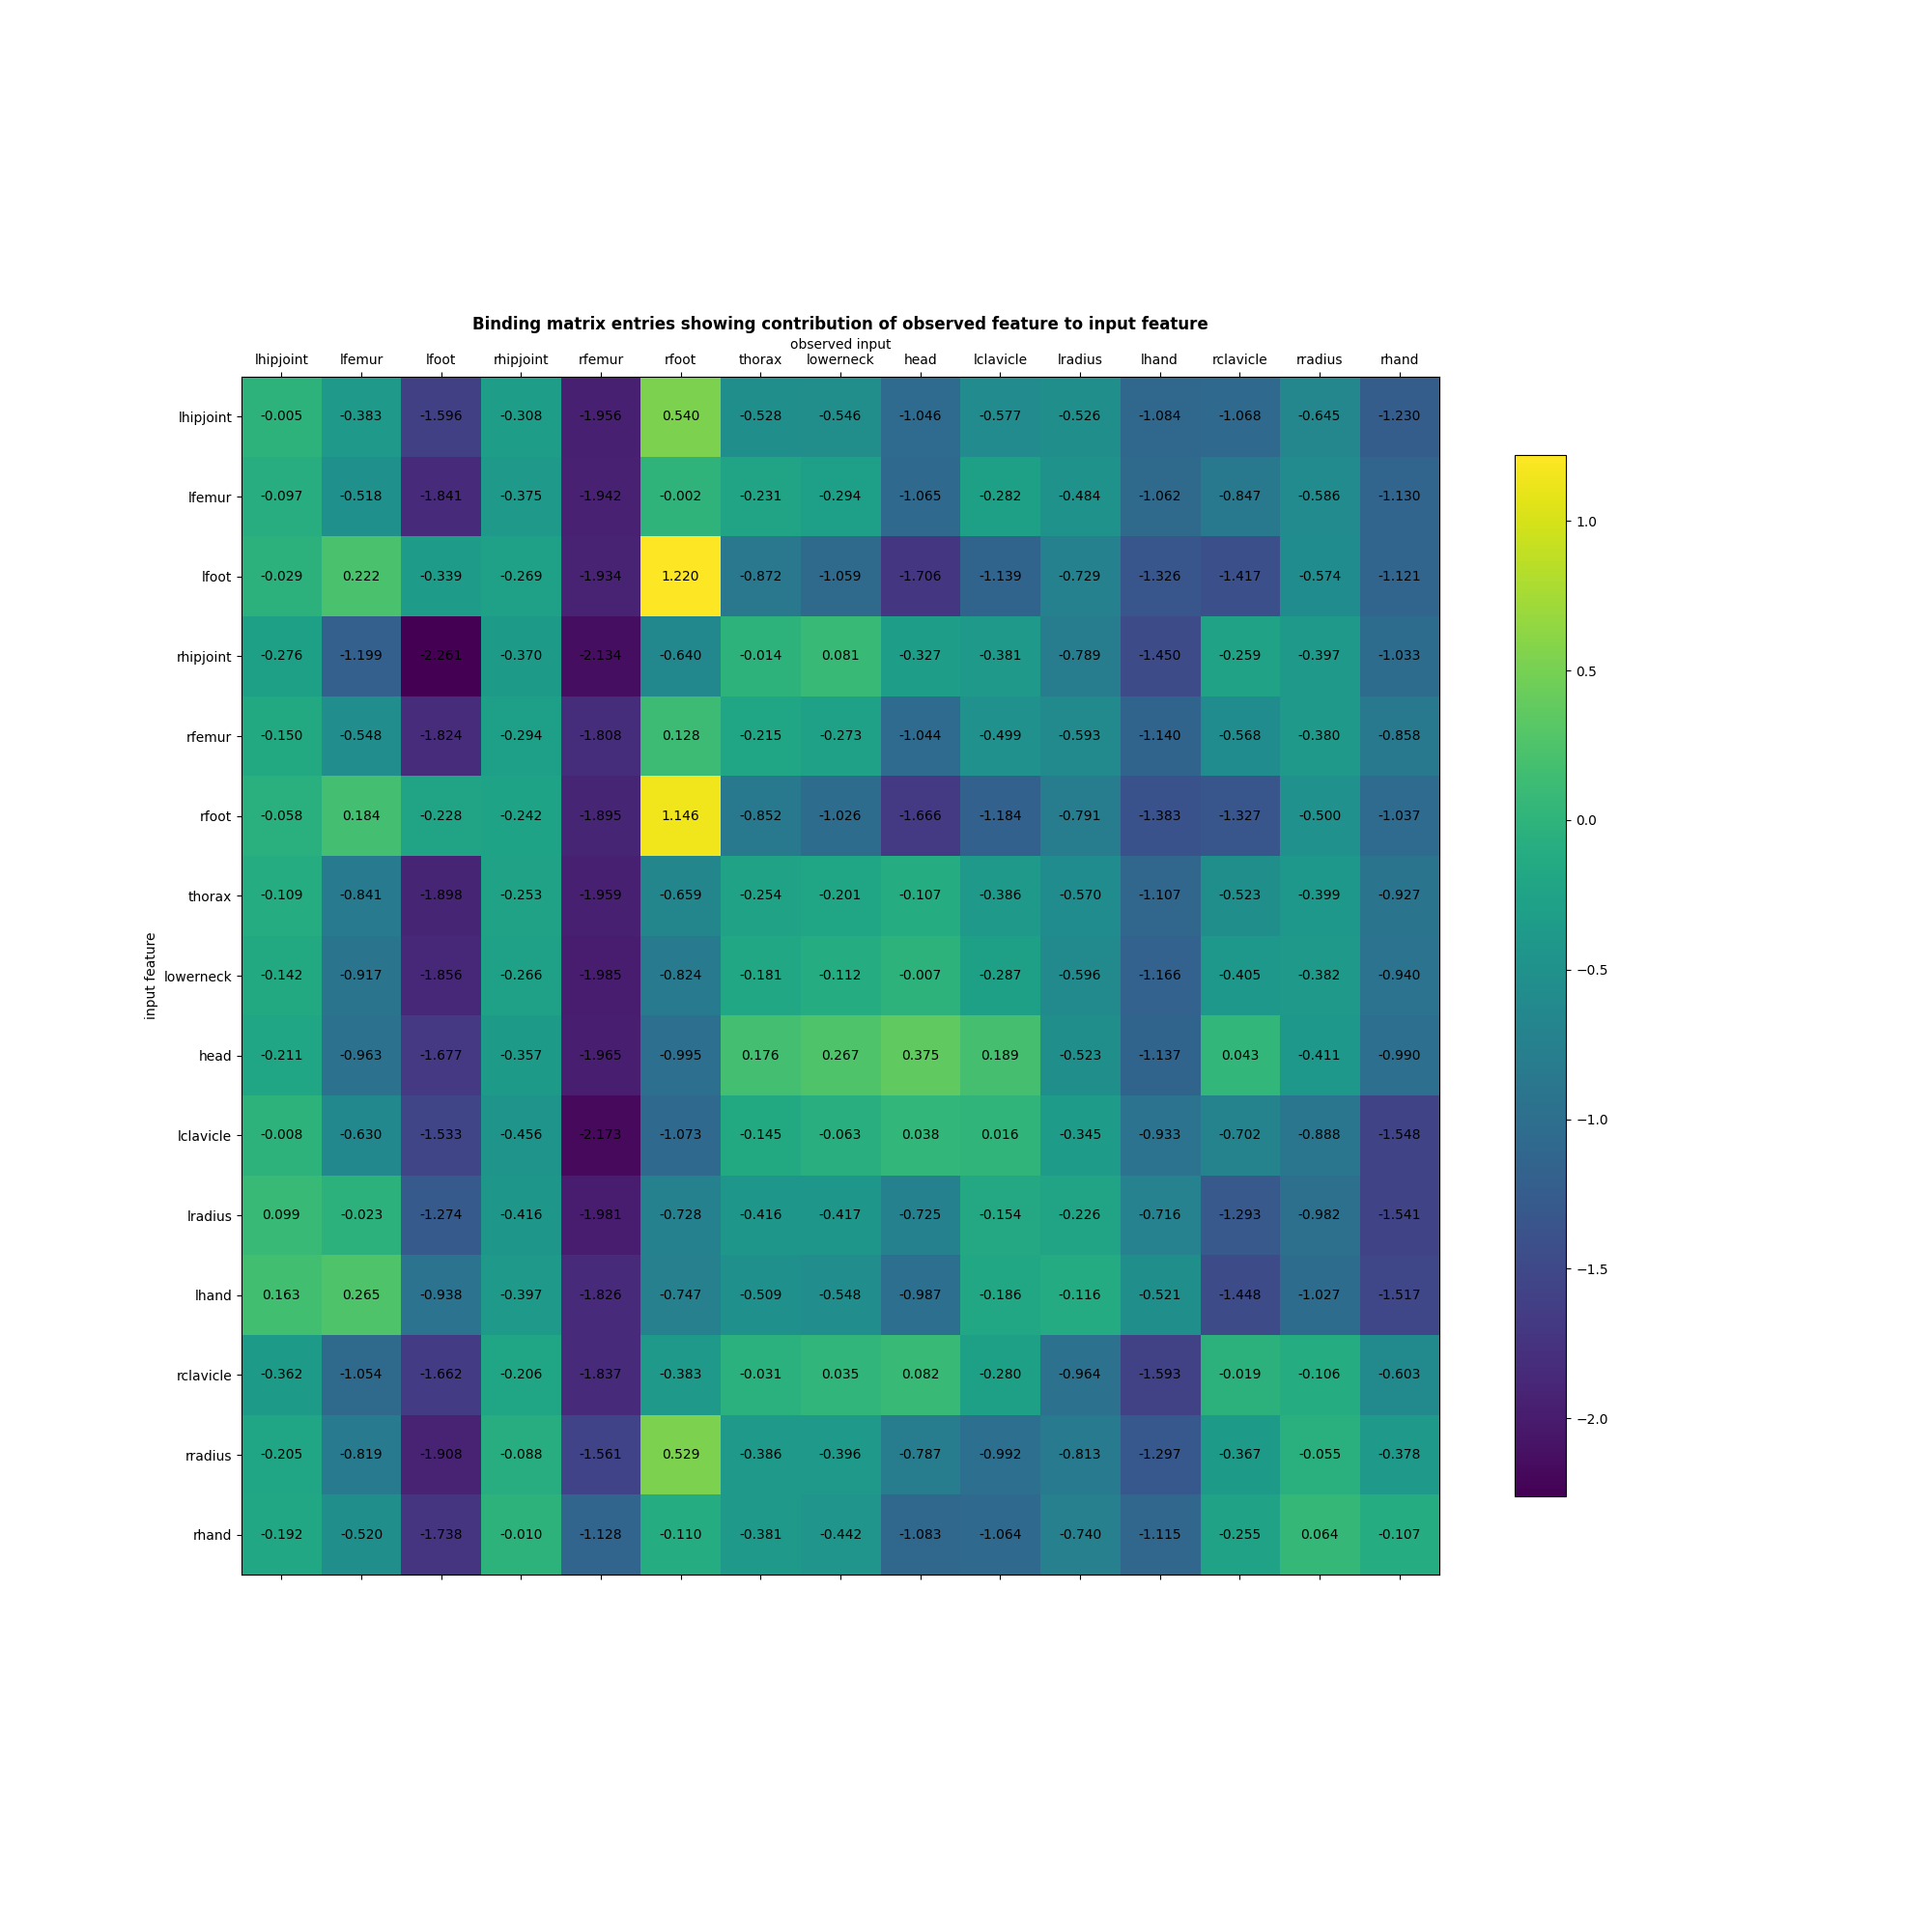 Binding matrix entries showing contribution of observed feature to input feature
observed input
lhipjoint lfemur lfoot rhipjoint rfemur rfoot thorax lowerneck head lclavicle lradius lhand rclavicle rradius rhand
lhipjoint -0.005 -0.383 -1.596 -0.308 -1.956 0.540 -0.528 -0.546 -1.046 -0.577 -0.526 -1.084 -1.068 -0.645 -1.230
lfemur -0.097 -0.518 -1.841 -0.375 -1.942 -0.002 -0.231 -0.294 -1.065 -0.282 -0.484 -1.062 -0.847 -0.586 -1.130
lfoot -0.029 0.222 -0.339 -0.269 -1.934 1.220 -0.872 -1.059 -1.706 -1.139 -0.729 -1.326 -1.417 -0.574 -1.121
rhipjoint -0.276 -1.199 -2.261 -0.370 -2.134 -0.640 -0.014 0.081 -0.327 -0.381 -0.789 -1.450 -0.259 -0.397 -1.033
rfemur -0.150 -0.548 -1.824 -0.294 -1.808 0.128 -0.215 -0.273 -1.044 -0.499 -0.593 -1.140 -0.568 -0.380 -0.858
rfoot -0.058 0.184 -0.228 -0.242 -1.895 1.146 -0.852 -1.026 -1.666 -1.184 -0.791 -1.383 -1.327 -0.500 -1.037
thorax -0.109 -0.841 -1.898 -0.253 -1.959 -0.659 -0.254 -0.201 -0.107 -0.386 -0.570 -1.107 -0.523 -0.399 -0.927
lowerneck -0.142 -0.917 -1.856 -0.266 -1.985 -0.824 -0.181 -0.112 -0.007 -0.287 -0.596 -1.166 -0.405 -0.382 -0.940
head -0.211 -0.963 -1.677 -0.357 -1.965 -0.995 0.176 0.267 0.375 0.189 -0.523 -1.137 0.043 -0.411 -0.990
lclavicle -0.008 -0.630 -1.533 -0.456 -2.173 -1.073 -0.145 -0.063 0.038 0.016 -0.345 -0.933 -0.702 -0.888 -1.548
lradius 0.099 -0.023 -1.274 -0.416 -1.981 -0.728 -0.416 -0.417 -0.725 -0.154 -0.226 -0.716 -1.293 -0.982 -1.541
lhand 0.163 0.265 -0.938 -0.397 -1.826 -0.747 -0.509 -0.548 -0.987 -0.186 -0.116 -0.521 -1.448 -1.027 -1.517
rclavicle -0.362 -1.054 -1.662 -0.206 -1.837 -0.383 -0.031 0.035 0.082 -0.280 -0.964 -1.593 -0.019 -0.106 -0.603
rradius -0.205 -0.819 -1.908 -0.088 -1.561 0.529 -0.386 -0.396 -0.787 -0.992 -0.813 -1.297 -0.367 -0.055 -0.378
rhand -0.192 -0.520 -1.738 -0.010 -1.128 -0.110 -0.381 -0.442 -1.083 -1.064 -0.740 -1.115 -0.255 0.064 -0.107
input feature
1.0
0.5
0.0
−0.5
−1.0
−1.5
−2.0